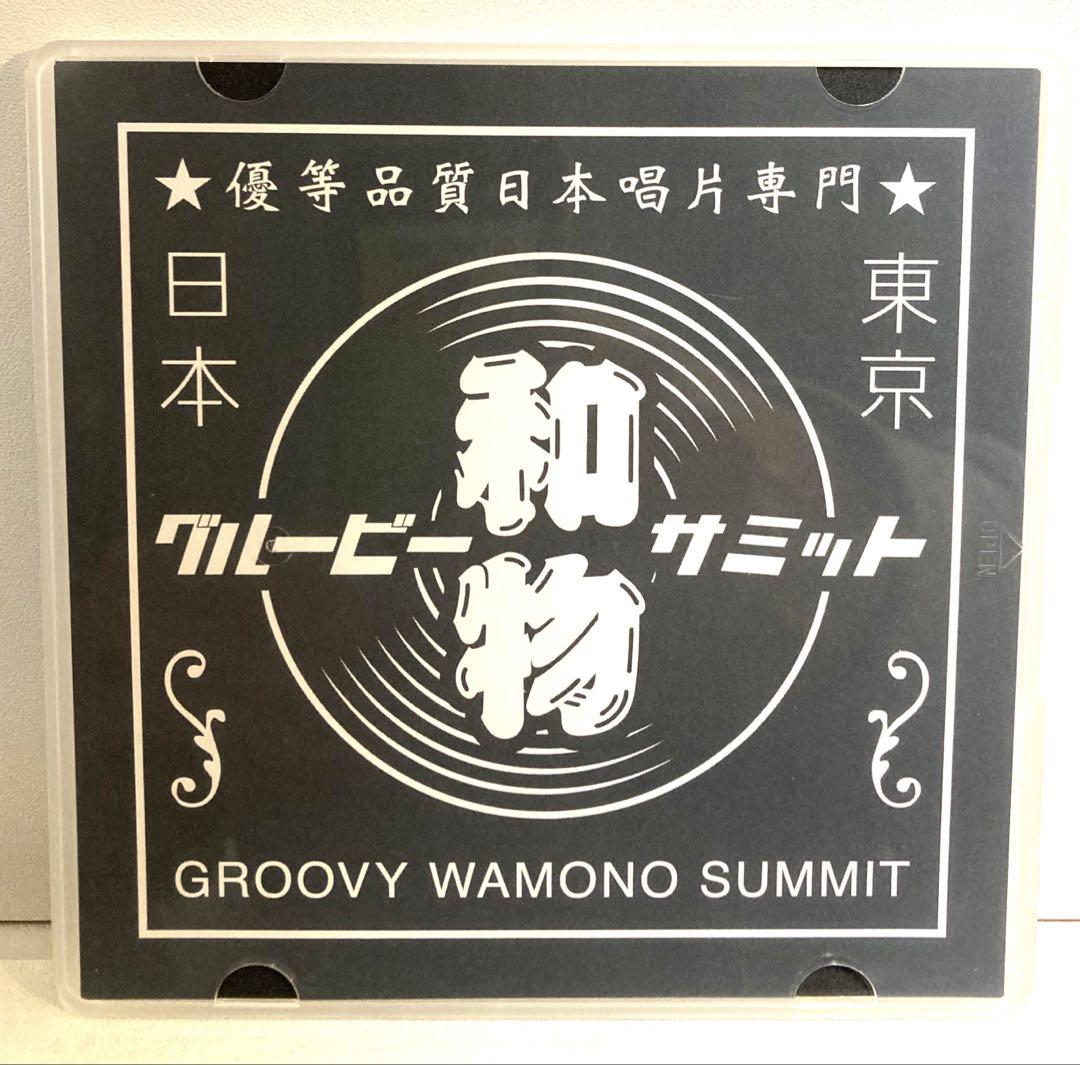 ★優等品質日本唱片専門★
日本
東京
グルービー和物サミット
GROOVY WAMONO SUMMIT
OPEN